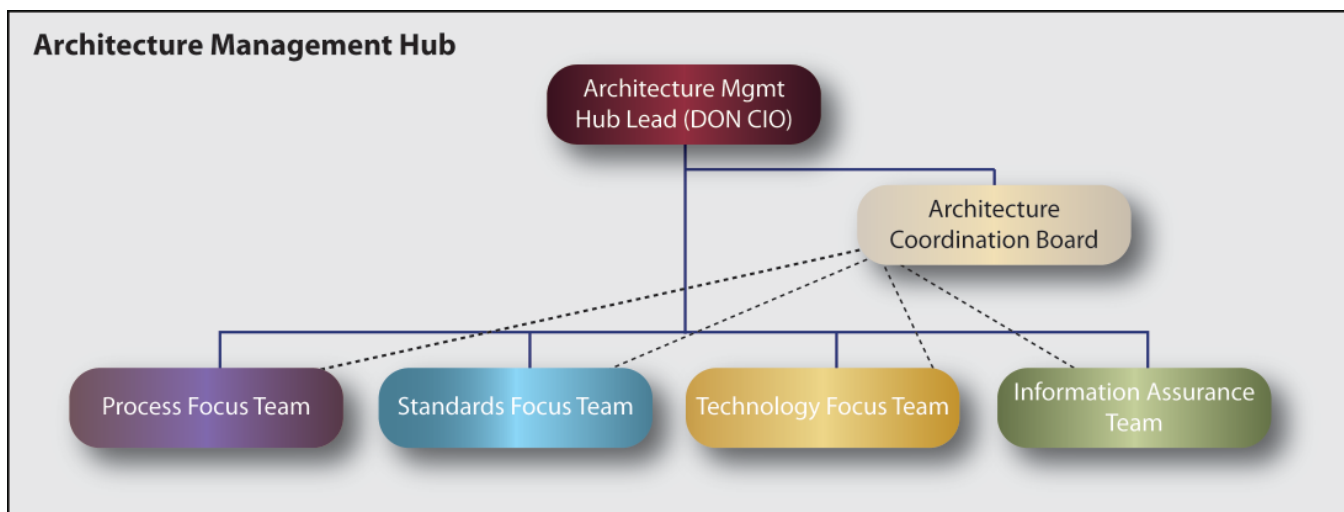 Architecture Management Hub
Architecture Mgmt
Hub Lead (DON CIO)
Architecture
Coordination Board
Process Focus Team
Standards Focus Team
Technology Focus Team
Information Assurance
Team